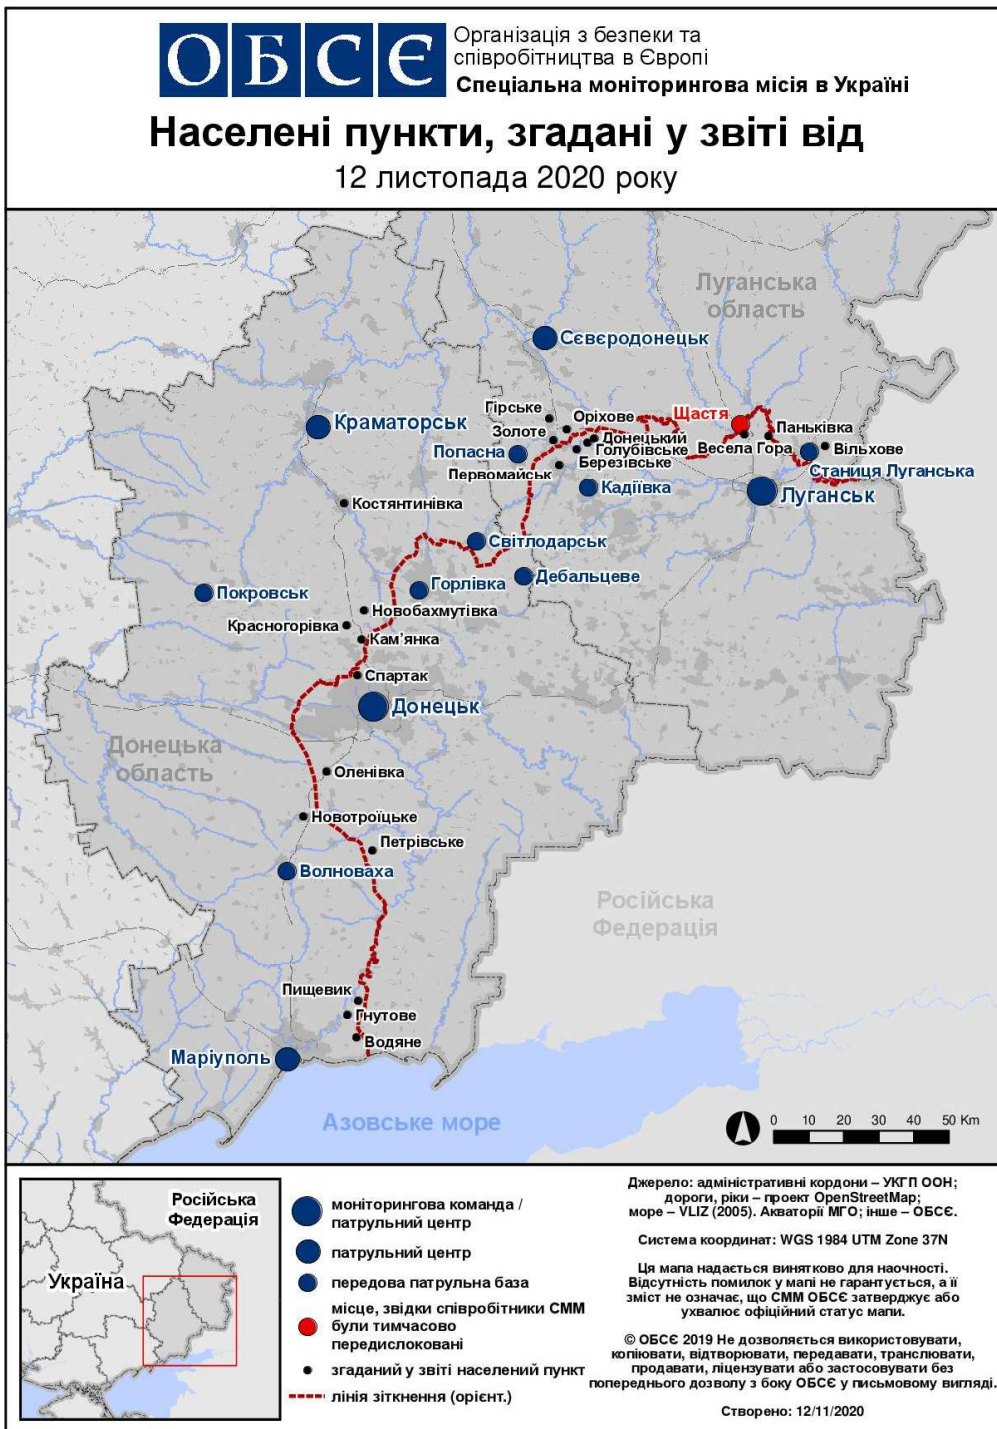 ОБСЄ
Організація з безпеки та
співробітництва в Європі
Спеціальна моніторингова місія в Україні
Населені пункти, згадані у звіті від
12 листопада 2020 року
Луганська
область
Сєвєродонецьк
Щастя
Гірське
Оріхове
Краматорськ
Золоте
Донецький
Паньківка
Попасна
Голубівське
Весела Гора
Вільхове
Первомайськ
Березівське
Станиця Луганська
Кадіївка
Луганськ
Костянтинівка
Світлодарськ
Дебальцеве
Покровськ
Горлівка
Новобахмутівка
Красногорівка
Кам'янка
Спартак
Донецьк
Донецька
область
Оленівка
Новотроїцьке
Петрівське
Волноваха
Російська
Федерація
Пищевик
Гнутове
Водяне
Маріуполь
Азовське море
0 10 20 30 40 50 Km
Російська
Федерація
Україна
моніторингова команда /
патрульний центр
патрульний центр
передова патрульна база
місце, звідки співробітники СММ
були тимчасово
передислоковані
згаданий у звіті населений пункт
лінія зіткнення (орієнт.)
Джерело: адміністративні кордони – УКГП ООН;
дороги, ріки – проект OpenStreetMap;
море – VLIZ (2005). Акваторії МГО; інше – ОБСЄ.
Система координат: WGS 1984 UTM Zone 37N
Ця мапа надається винятково для наочності.
Відсутність помилок у мапі не гарантується, а її
зміст не означає, що СММ ОБСЄ затверджує або
ухвалює офіційний статус мапи.
© ОБСЄ 2019 Не дозволяється використовувати,
копіювати, відтворювати, передавати, транслювати,
продавати, ліцензувати або застосовувати без
попереднього дозволу з боку ОБСЄ у письмовому вигляді.
Створено: 12/11/2020